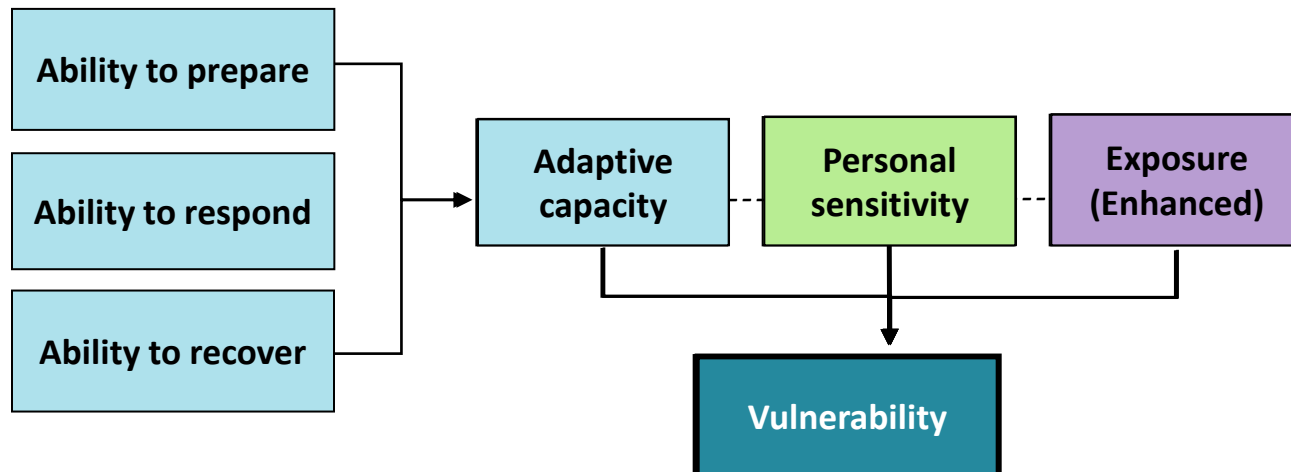 Ability to prepare
Ability to respond
Ability to recover
Adaptive
capacity
Personal
sensitivity
Exposure
(Enhanced)
Vulnerability